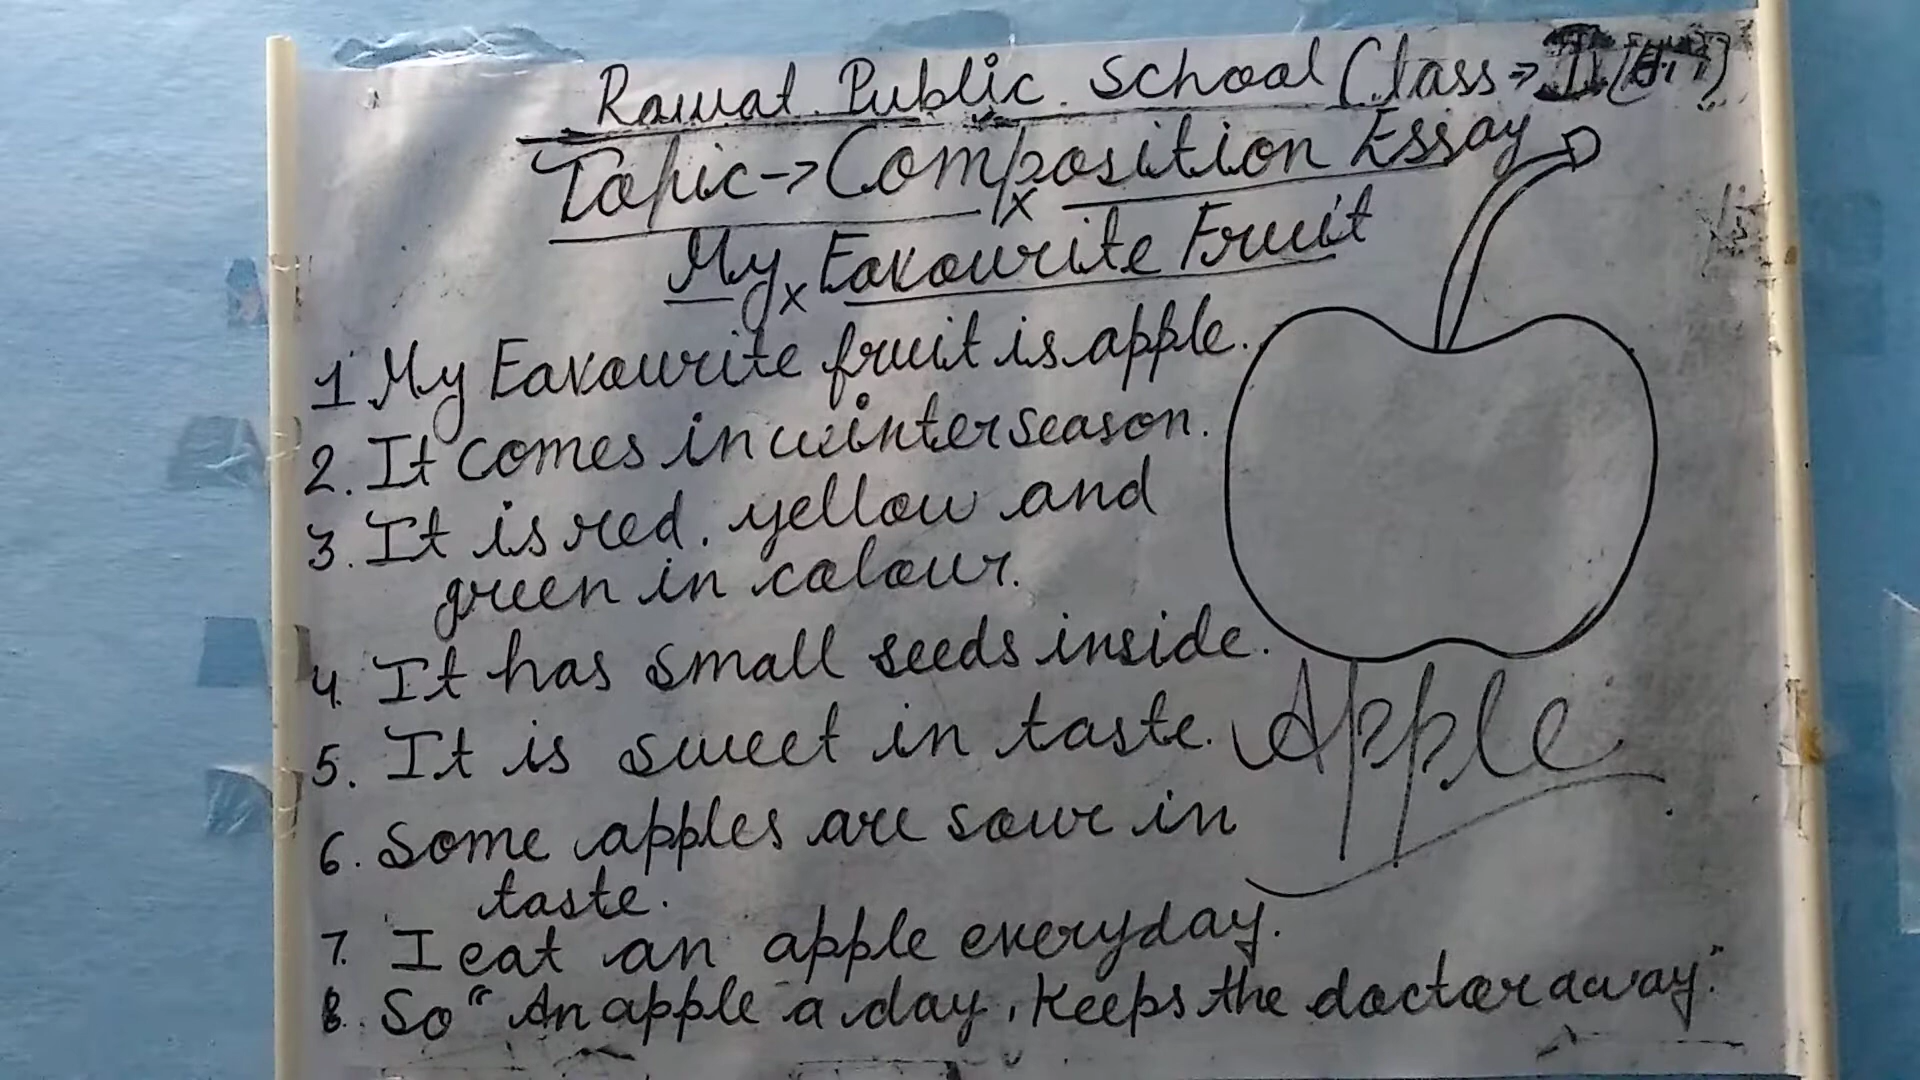 Rawat Public School Class → II
Topic → Composition Essay
My Favourite Fruit
1 My Favourite fruit is apple.
2. It comes in winter season.
3. It is red, yellow and
green in colour.
4. It has small seeds inside.
5. It is sweet in taste.
Apple
6. Some apples are sour in
taste.
7. I eat an apple everyday.
8. So "An apple a day, Keeps the doctor away."